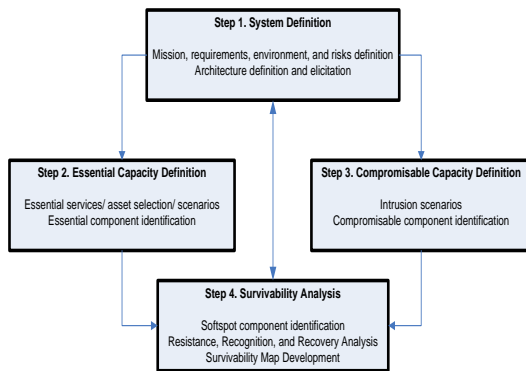 Step 1. System Definition
Mission, requirements, environment, and risks definition
Architecture definition and elicitation
Step 2. Essential Capacity Definition
Essential services/ asset selection/ scenarios
Essential component identification
Step 3. Compromisable Capacity Definition
Intrusion scenarios
Compromisable component identification
Step 4. Survivability Analysis
Softspot component identification
Resistance, Recognition, and Recovery Analysis
Survivability Map Development